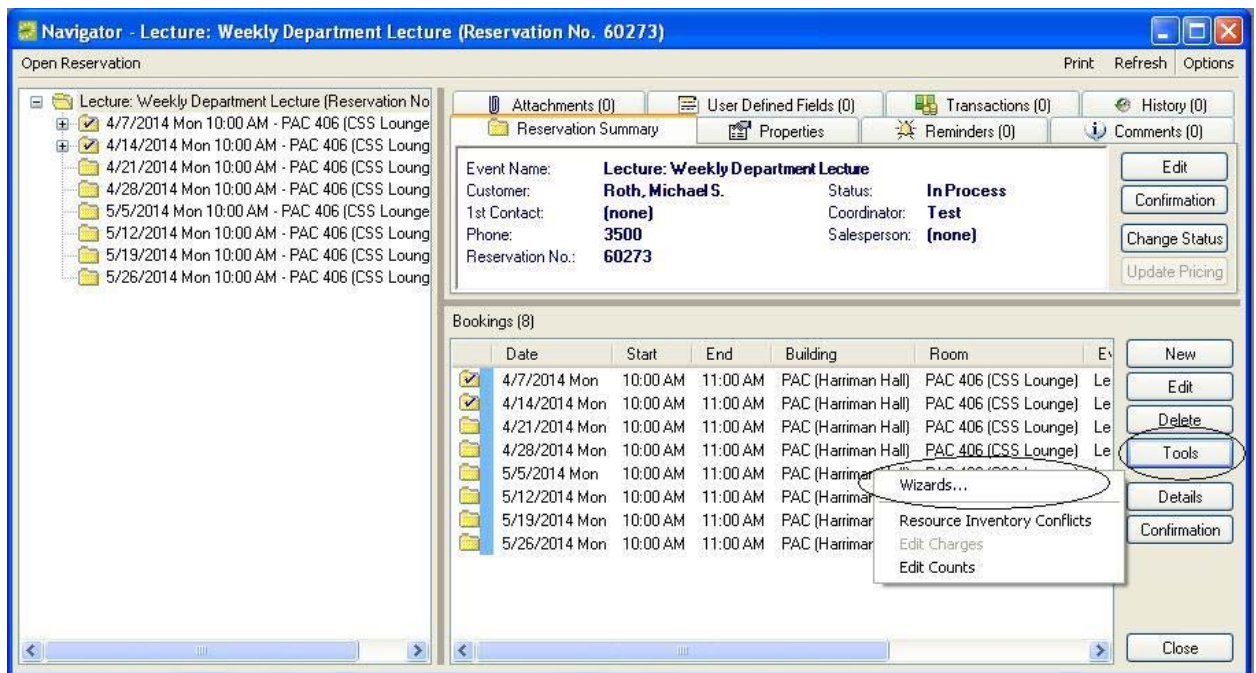 Navigator - Lecture: Weekly Department Lecture (Reservation No. 60273)
Open Reservation Print Refresh Options
Lecture: Weekly Department Lecture (Reservation No
4/7/2014 Mon 10:00 AM - PAC 406 (CSS Lounge
4/14/2014 Mon 10:00 AM - PAC 406 (CSS Loung
4/21/2014 Mon 10:00 AM - PAC 406 (CSS Loung
4/28/2014 Mon 10:00 AM - PAC 406 (CSS Loung
5/5/2014 Mon 10:00 AM - PAC 406 (CSS Lounge
5/12/2014 Mon 10:00 AM - PAC 406 (CSS Loung
5/19/2014 Mon 10:00 AM - PAC 406 (CSS Loung
5/26/2014 Mon 10:00 AM - PAC 406 (CSS Loung
Attachments (0) User Defined Fields (0) Transactions (0) History (0)
Reservation Summary Properties Reminders (0) Comments (0)
Event Name: Lecture: Weekly Department Lecture
Customer: Roth, Michael S. Status: In Process
1st Contact: (none) Coordinator: Test
Phone: 3500 Salesperson: (none)
Reservation No.: 60273
Edit
Confirmation
Change Status
Update Pricing
Bookings (8)
Date Start End Building Room Ev
4/7/2014 Mon 10:00 AM 11:00 AM PAC (Harriman Hall) PAC 406 (CSS Lounge) Le
4/14/2014 Mon 10:00 AM 11:00 AM PAC (Harriman Hall) PAC 406 (CSS Lounge) Le
4/21/2014 Mon 10:00 AM 11:00 AM PAC (Harriman Hall) PAC 406 (CSS Lounge) Le
4/28/2014 Mon 10:00 AM 11:00 AM PAC (Harriman Hall) PAC 406 (CSS Lounge) Le
5/5/2014 Mon 10:00 AM 11:00 AM PAC (Harriman
5/12/2014 Mon 10:00 AM 11:00 AM PAC (Harriman
5/19/2014 Mon 10:00 AM 11:00 AM PAC (Harriman
5/26/2014 Mon 10:00 AM 11:00 AM PAC (Harriman
Wizards...
Resource Inventory Conflicts
Edit Charges
Edit Counts
New
Edit
Delete
Tools
Details
Confirmation
Close